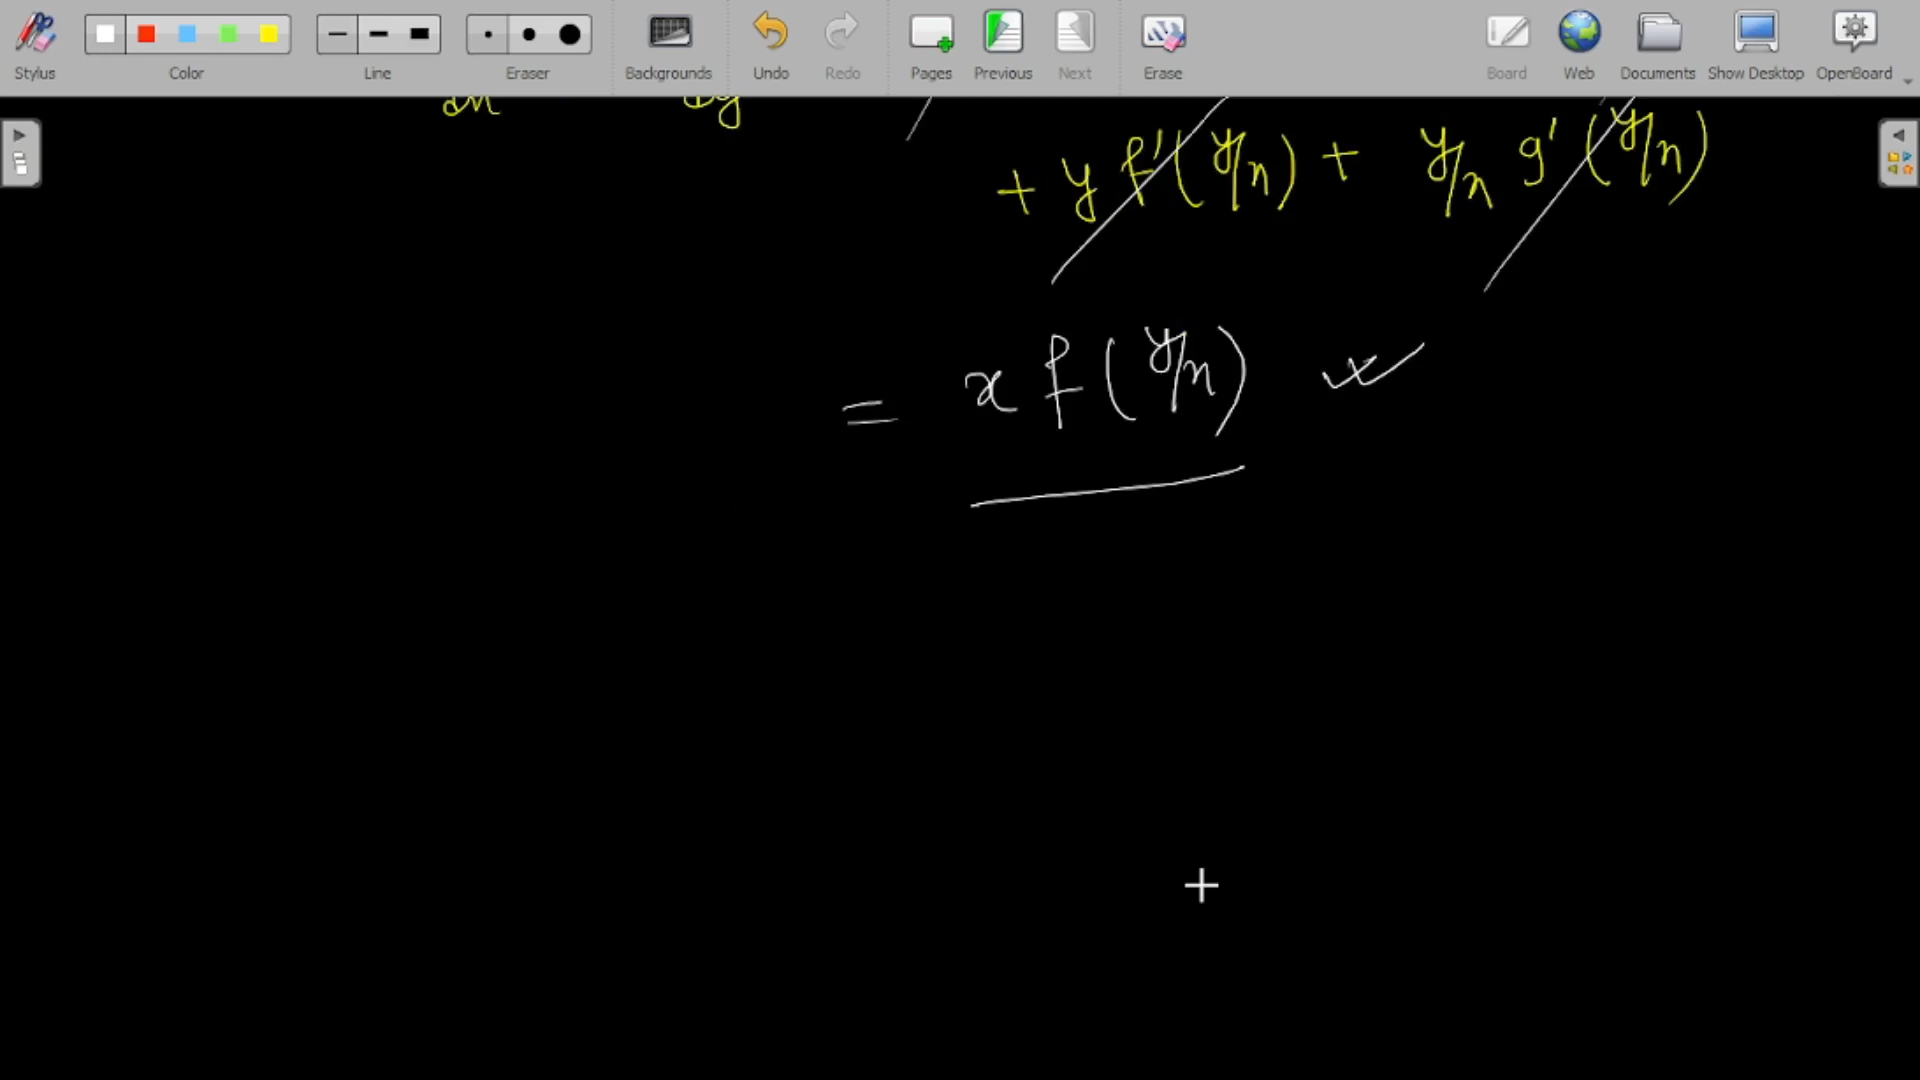 Stylus Color Line Eraser Backgrounds Undo Redo Pages Previous Next Erase Board Web Documents Show Desktop OpenBoard
+ y f'(y/x) + y/x g'(y/x)
= x f(y/x)